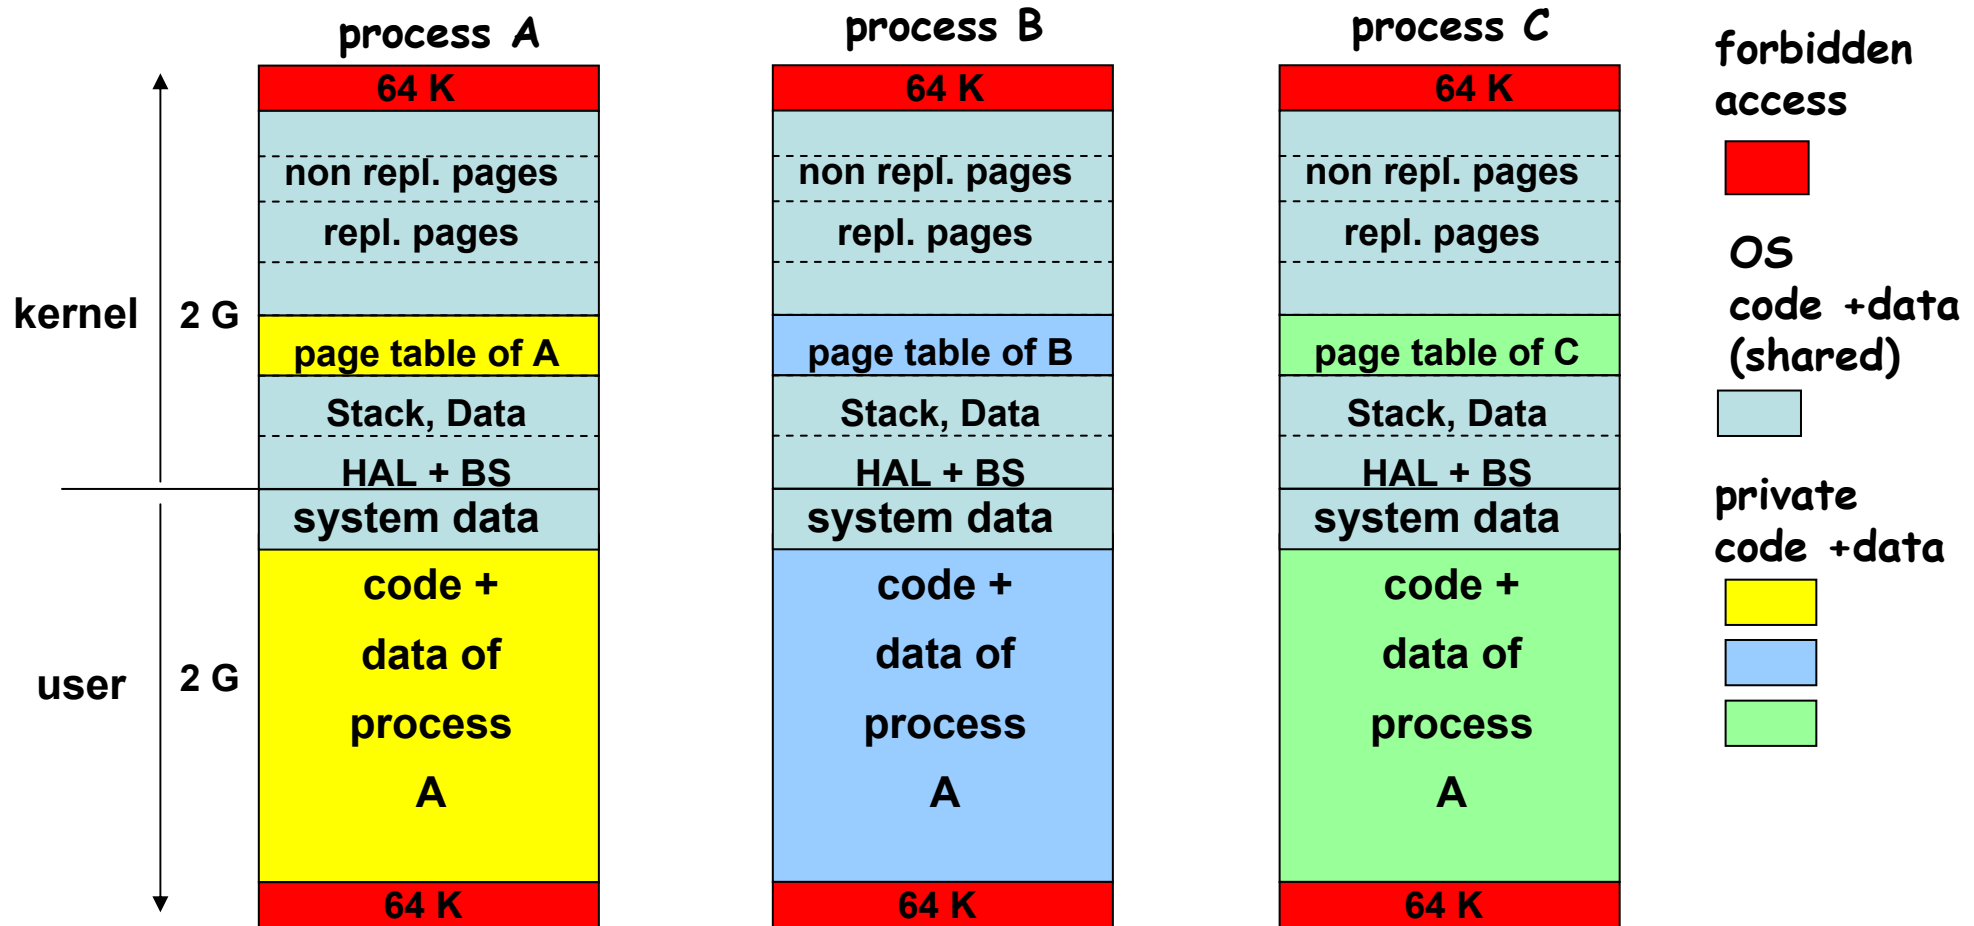 process A
process B
process C
64 K
64 K
64 K
non repl. pages
non repl. pages
non repl. pages
repl. pages
repl. pages
repl. pages
kernel
2 G
page table of A
page table of B
page table of C
Stack, Data
Stack, Data
Stack, Data
HAL + BS
HAL + BS
HAL + BS
system data
system data
system data
user
2 G
code +
data of
process
A
code +
data of
process
A
code +
data of
process
A
64 K
64 K
64 K
forbidden
access
OS
code +data
(shared)
private
code +data